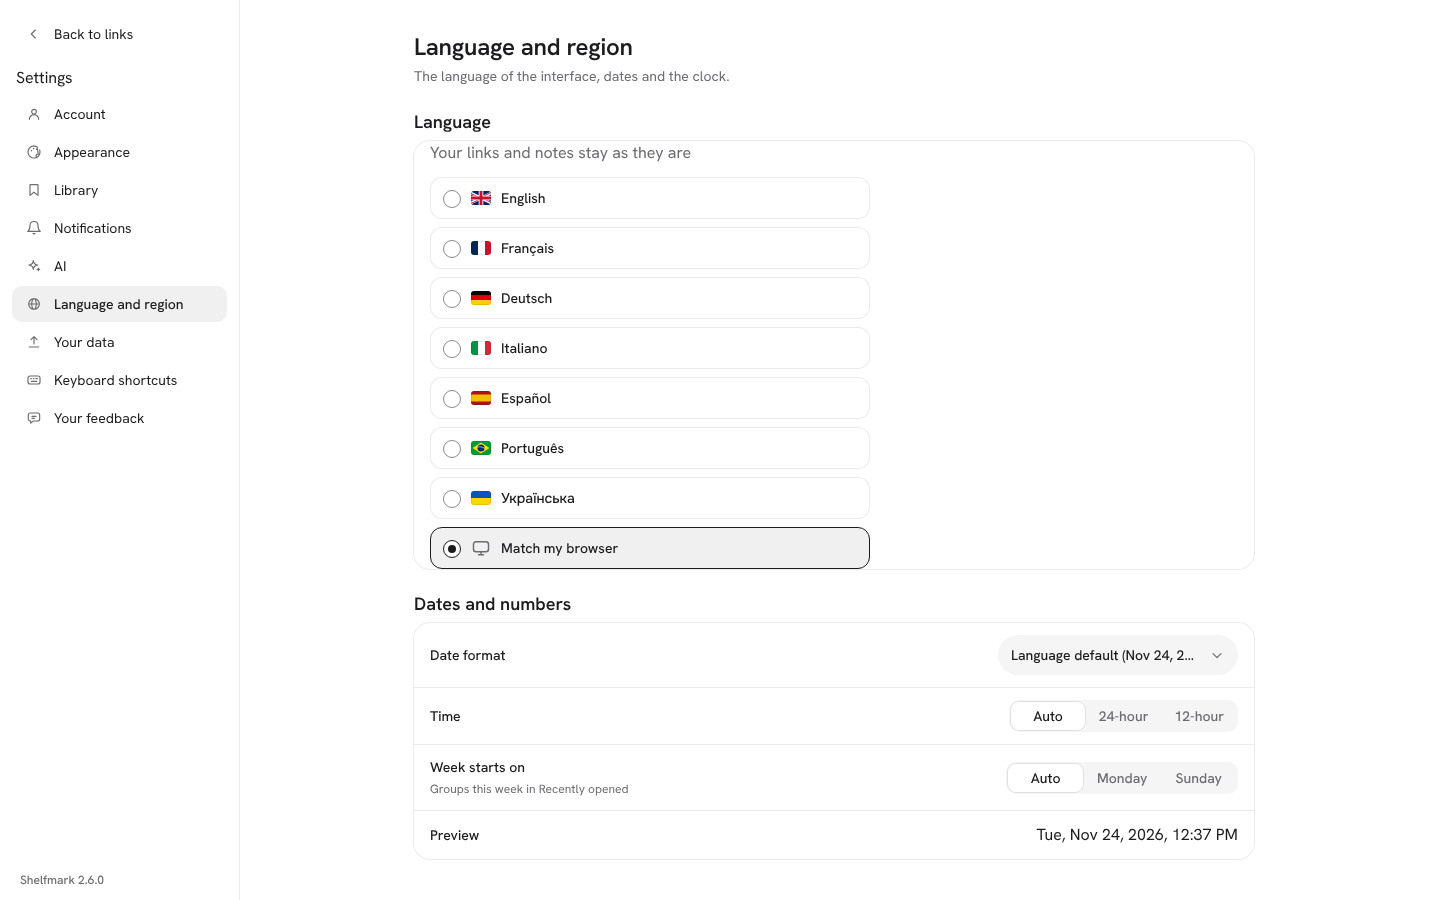 Back to links
Settings
Account
Appearance
Library
Notifications
AI
Language and region
Your data
Keyboard shortcuts
Your feedback
Shelfmark 2.6.0
Language and region
The language of the interface, dates and the clock.
Language
Your links and notes stay as they are
English
Français
Deutsch
Italiano
Español
Português
Українська
Match my browser
Dates and numbers
Date format
Language default (Nov 24, 2...
Time
Auto 24-hour 12-hour
Week starts on
Groups this week in Recently opened
Auto Monday Sunday
Preview
Tue, Nov 24, 2026, 12:37 PM